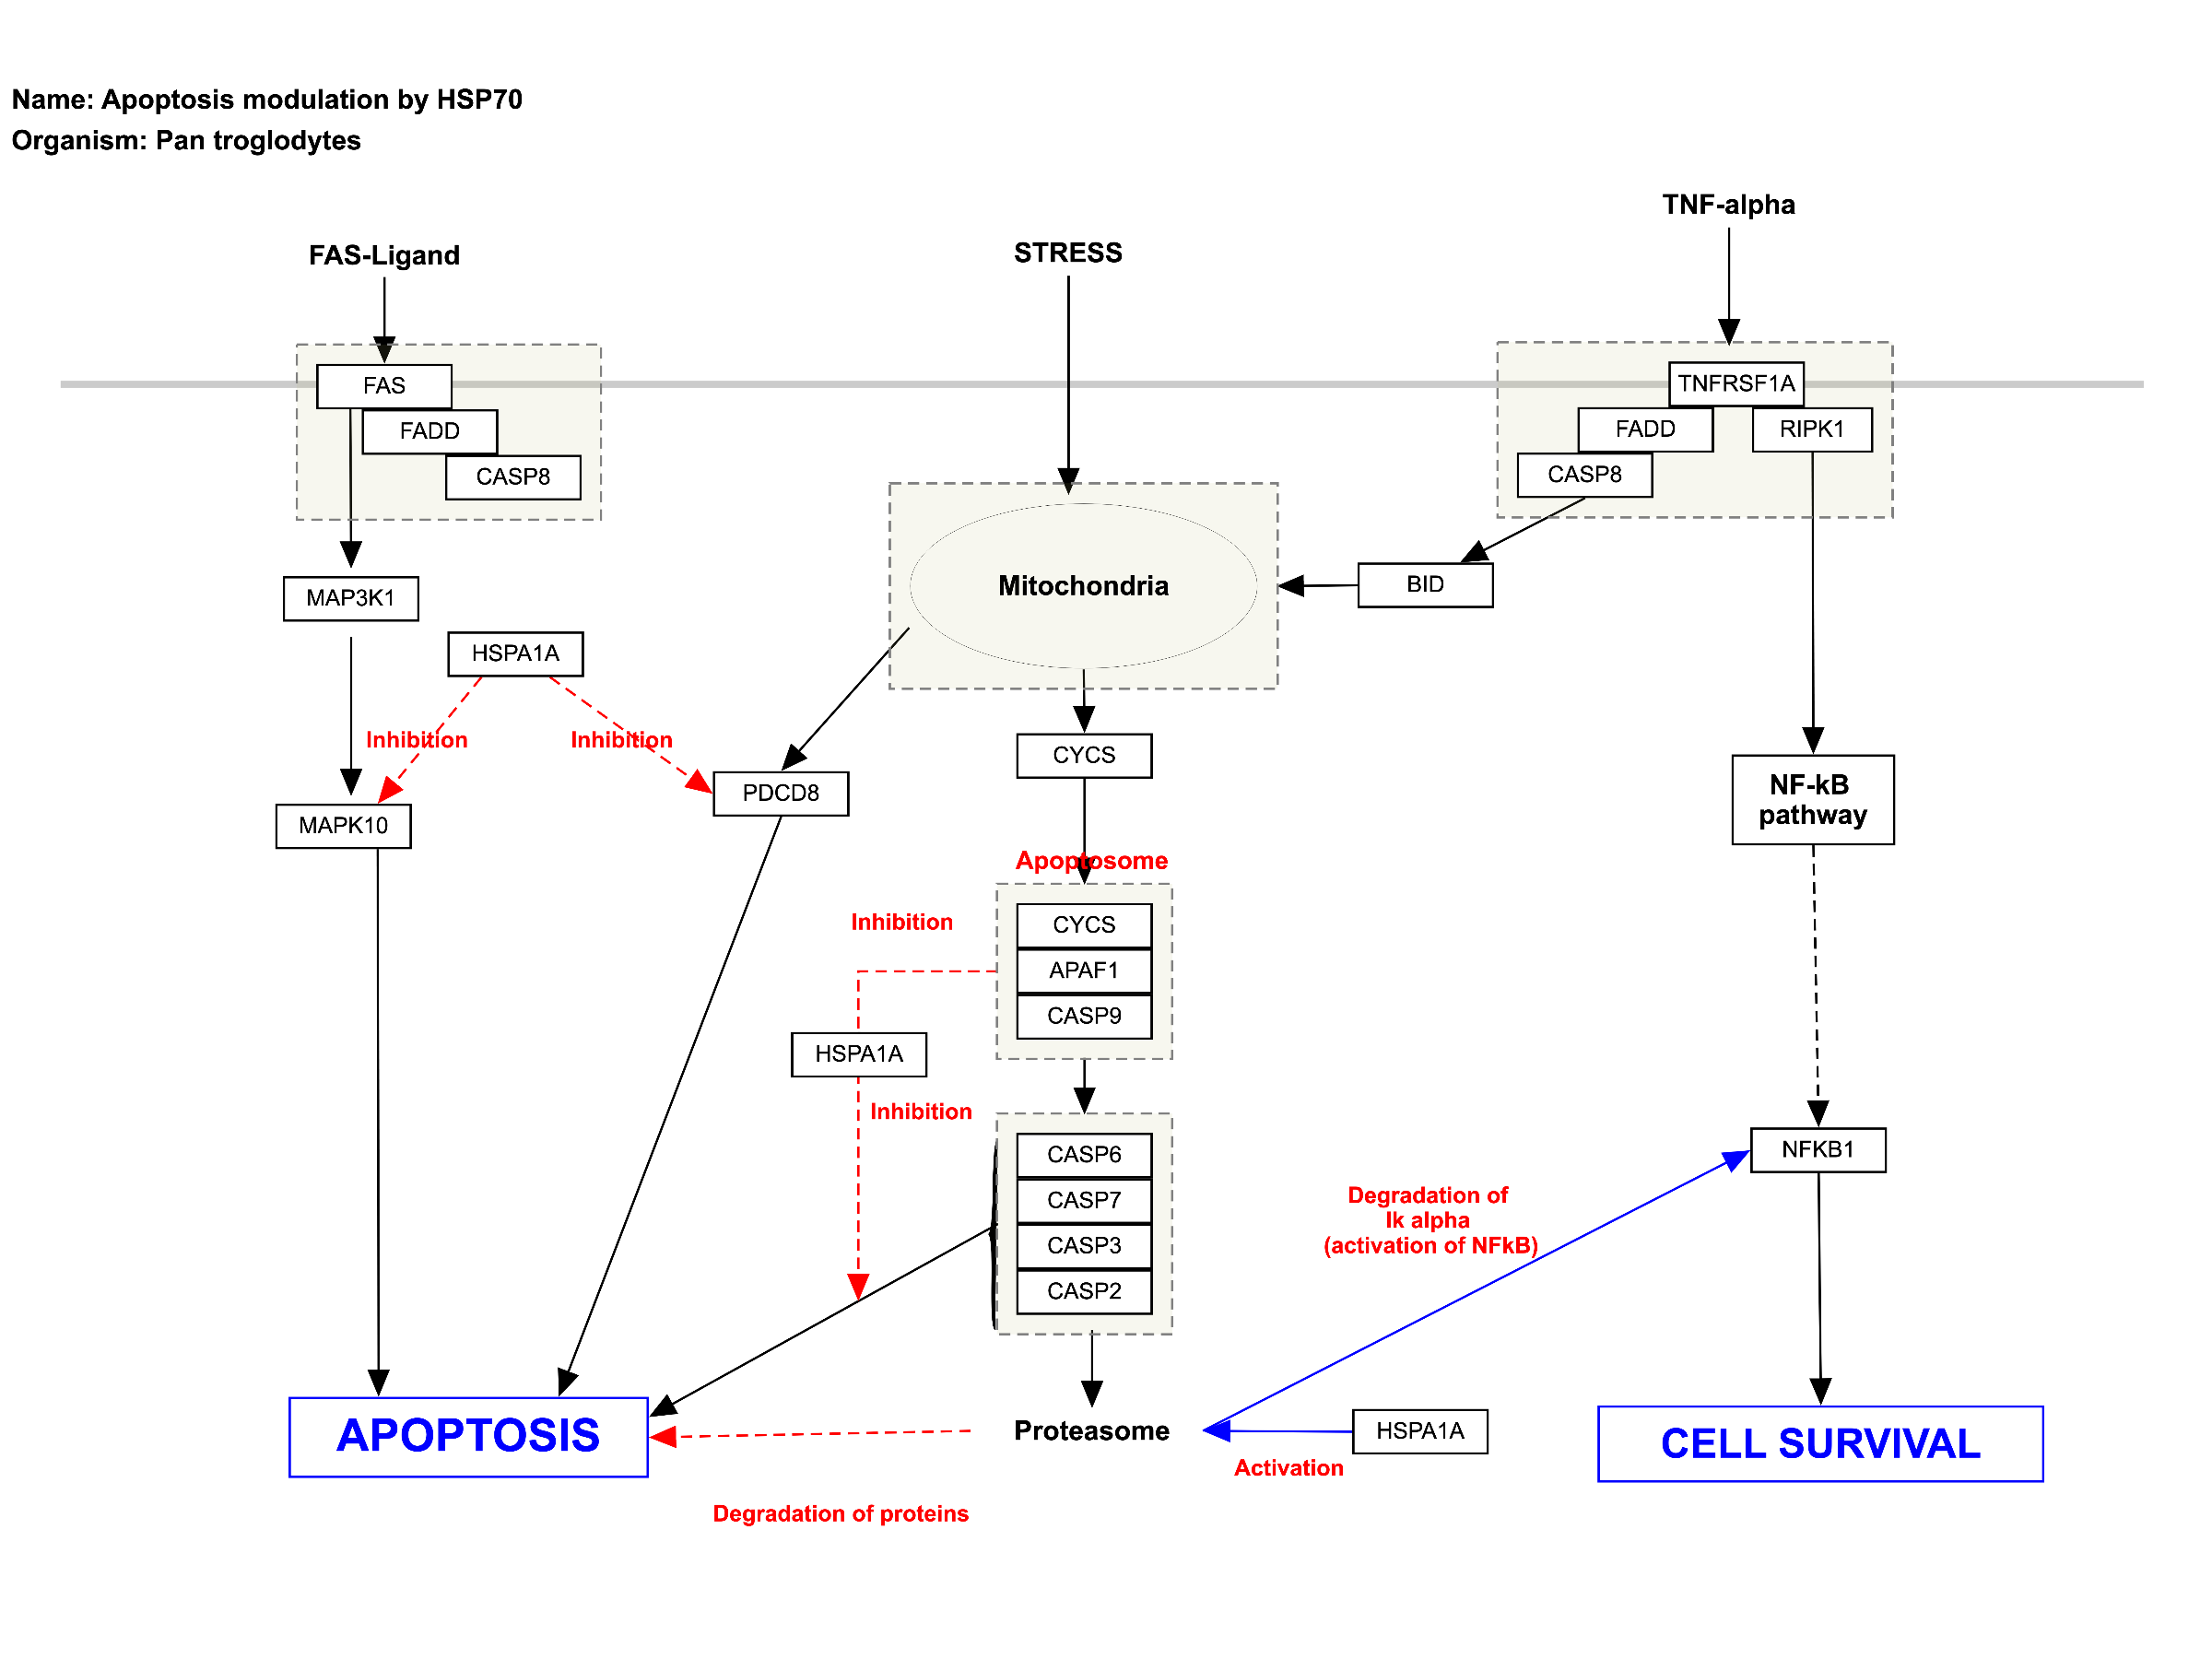 Name: Apoptosis modulation by HSP70
Organism: Pan troglodytes
TNF-alpha
FAS-Ligand
STRESS
FAS
FADD
CASP8
TNFRSF1A
FADD
RIPK1
CASP8
Mitochondria
BID
MAP3K1
HSPA1A
Inhibition
Inhibition
CYCS
PDCD8
MAPK10
NF-kB
pathway
Apoptosome
Inhibition
CYCS
APAF1
CASP9
HSPA1A
Inhibition
CASP6
CASP7
CASP3
CASP2
NFKB1
Degradation of
Ik alpha
(activation of NFkB)
APOPTOSIS
Proteasome
HSPA1A
CELL SURVIVAL
Activation
Degradation of proteins